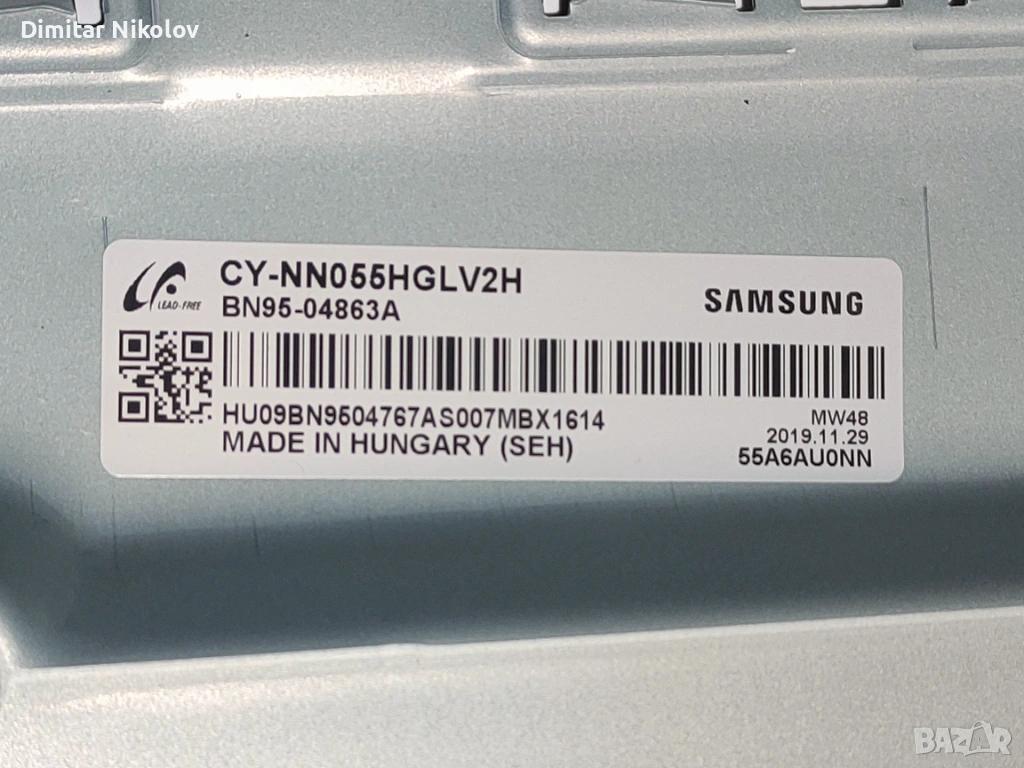 Dimitar Nikolov
LEAD-FREE
CY-NN055HGLV2H
BN95-04863A
SAMSUNG
HU09BN9504767AS007MBX1614
MADE IN HUNGARY (SEH)
MW48
2019.11.29
55A6AU0NN
BAZAR